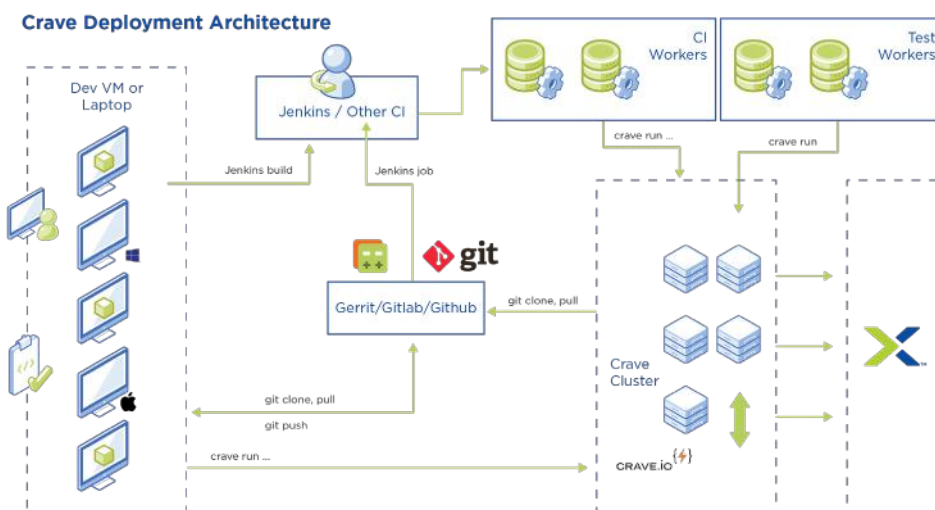 Crave Deployment Architecture
Dev VM or
Laptop
Jenkins / Other CI
CI
Workers
Test
Workers
crave run ...
crave run
Jenkins build
Jenkins job
git
Gerrit/Gitlab/Github
git clone, pull
Crave
Cluster
git clone, pull
git push
crave run ...
CRAVE.IO